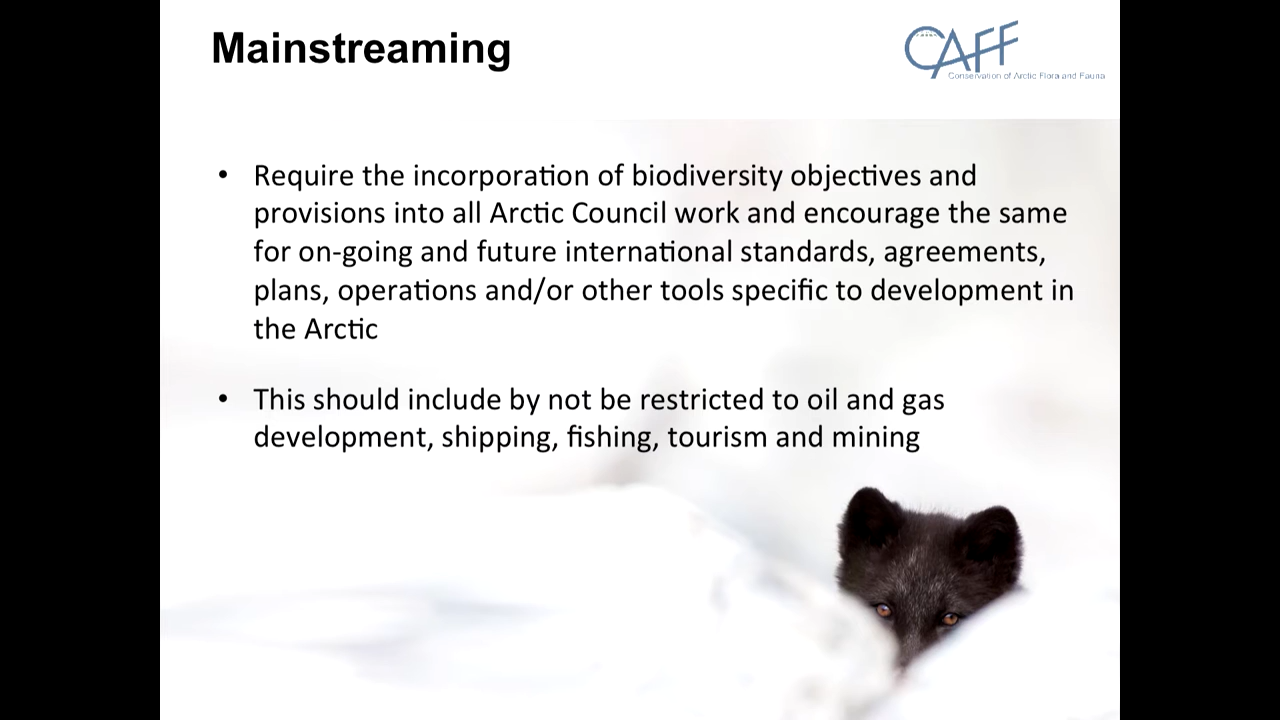 Mainstreaming
CAFF
Conservation of Arctic Flora and Fauna
• Require the incorporation of biodiversity objectives and
provisions into all Arctic Council work and encourage the same
for on-going and future international standards, agreements,
plans, operations and/or other tools specific to development in
the Arctic
• This should include by not be restricted to oil and gas
development, shipping, fishing, tourism and mining